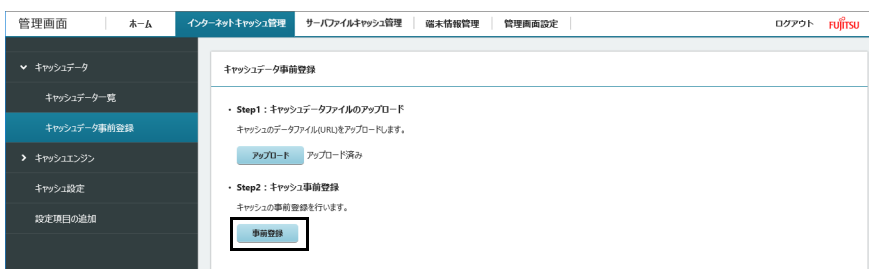 管理画面 ホーム インターネットキャッシュ管理 サーバファイルキャッシュ管理 端末情報管理 管理画面設定 ログアウト FUJITSU
キャッシュデータ
キャッシュデータ一覧
キャッシュデータ事前登録
キャッシュエンジン
キャッシュ設定
設定項目の追加
キャッシュデータ事前登録
・ Step1：キャッシュデータファイルのアップロード
キャッシュのデータファイル(URL)をアップロードします。
アップロード アップロード済み
・ Step2：キャッシュ事前登録
キャッシュの事前登録を行います。
事前登録